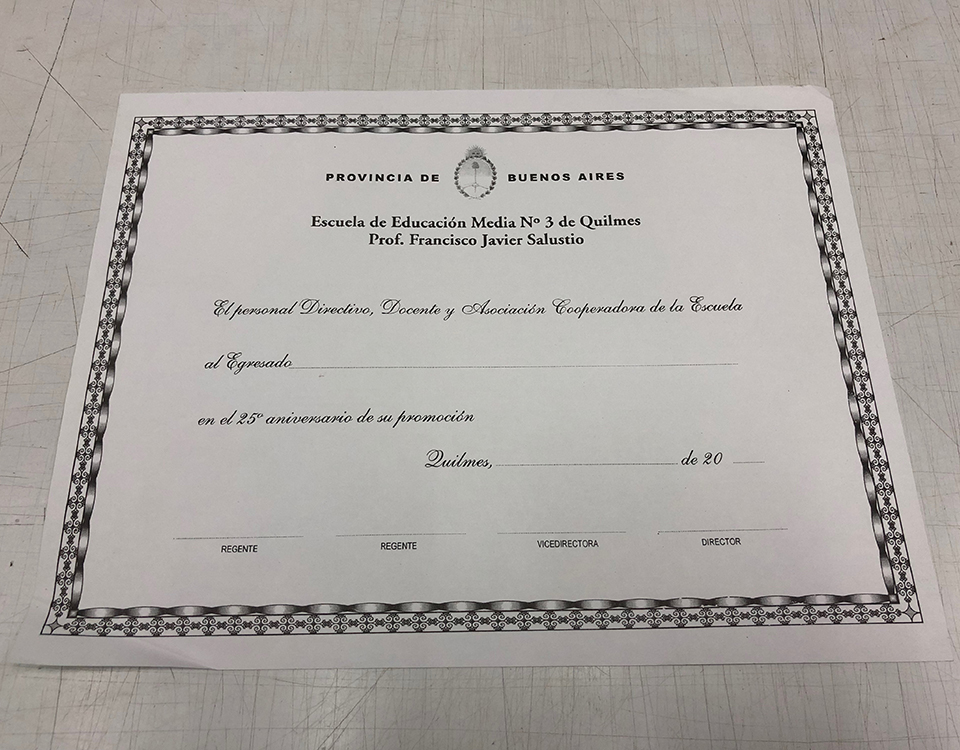 PROVINCIA DE BUENOS AIRES
Escuela de Educación Media Nº 3 de Quilmes
Prof. Francisco Javier Salustio
El personal Directivo, Docente y Asociación Cooperadora de la Escuela
al Egresado
en el 25º aniversario de su promoción
Quilmes, de 20
REGENTE REGENTE VICEDIRECTORA DIRECTOR